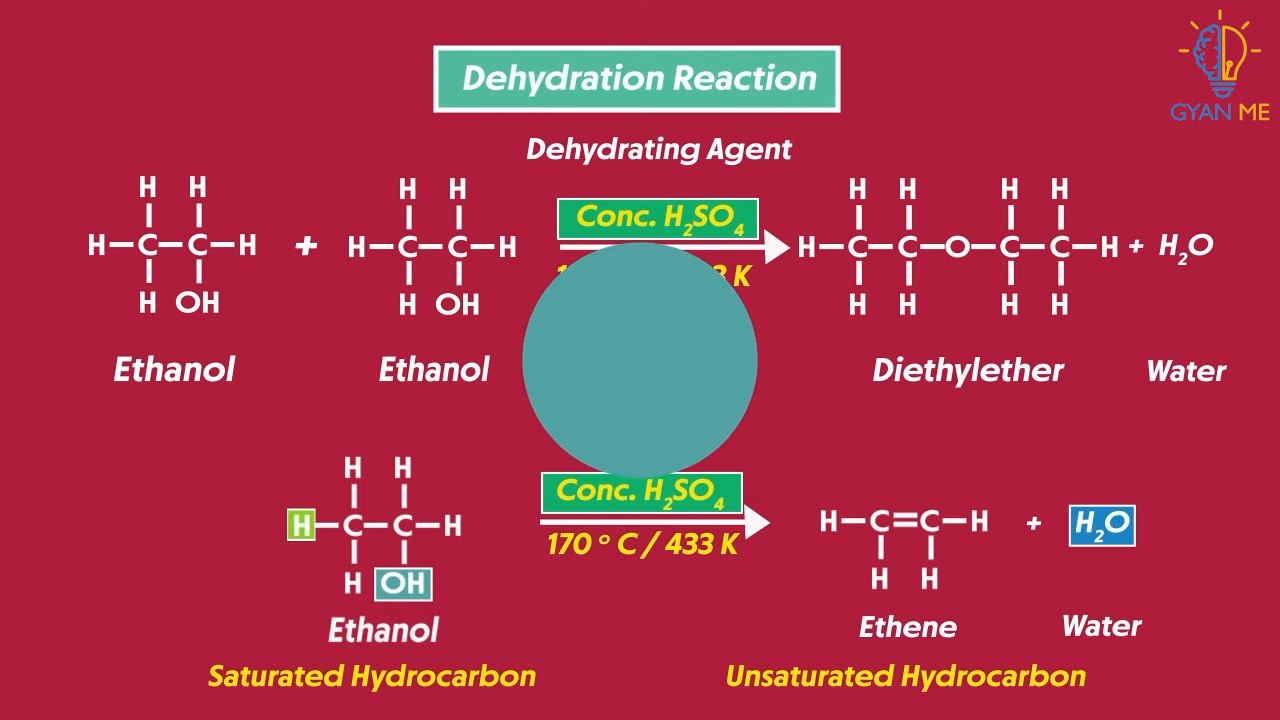 Dehydration Reaction
GYAN ME
Dehydrating Agent
H H H H H H H H
Conc. H₂SO₄
H C C H + H C C H H C C O C C H + H₂O
K
H OH H OH H H H H
Ethanol Ethanol Diethylether Water
H H
Conc. H₂SO₄
H C C H H C=C H + H₂O
170 ° C / 433 K
H OH H H
Ethanol Ethene Water
Saturated Hydrocarbon Unsaturated Hydrocarbon